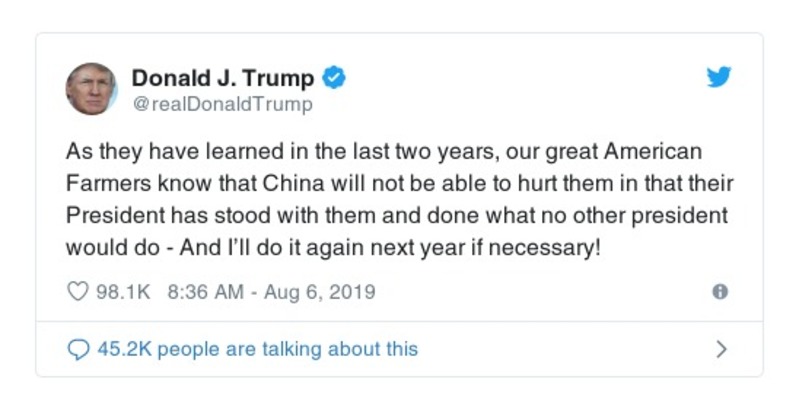 Donald J. Trump
@realDonaldTrump
As they have learned in the last two years, our great American
Farmers know that China will not be able to hurt them in that their
President has stood with them and done what no other president
would do - And I’ll do it again next year if necessary!
98.1K 8:36 AM - Aug 6, 2019
45.2K people are talking about this